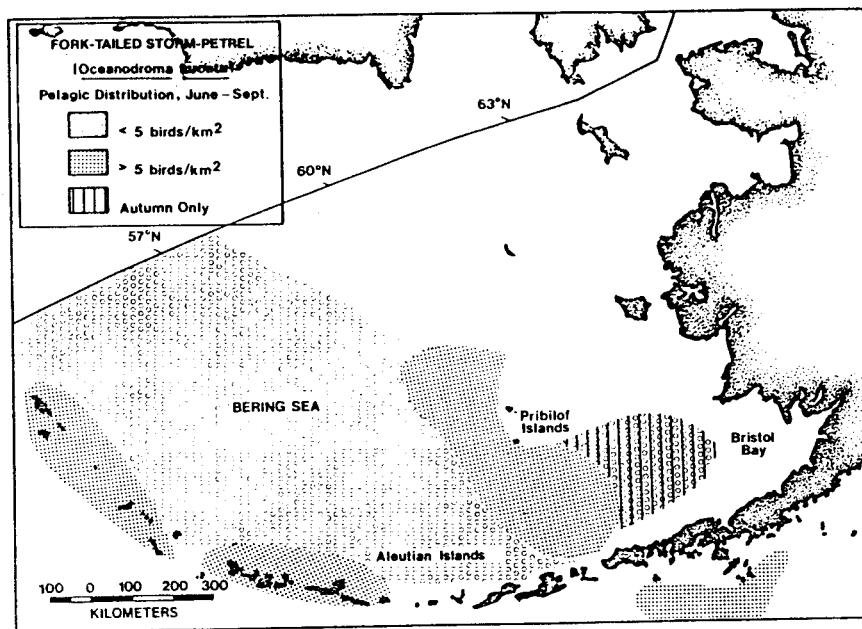 FORK-TAILED STORM-PETREL
(Oceanodroma
Pelagic Distribution, June – Sept.
< 5 birds/km2
> 5 birds/km2
Autumn Only
63°N
60°N
57°N
BERING SEA
Pribilof
Islands
Bristol
Bay
Aleutian Islands
100 0 100 200 300
KILOMETERS